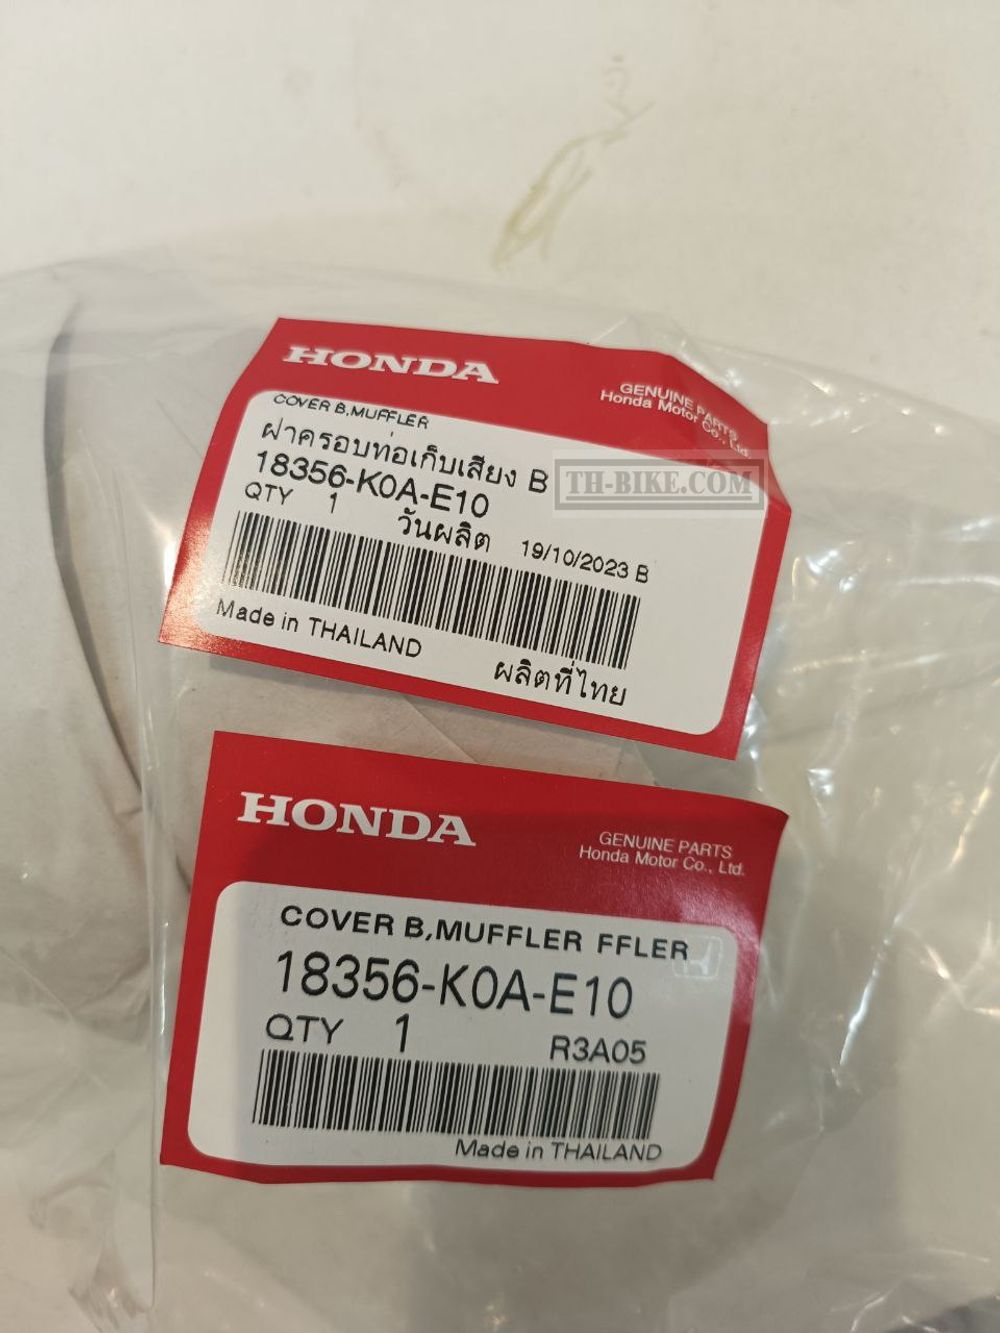 HONDA
GENUINE PARTS
Honda Motor Co., Ltd.
COVER B,MUFFLER
ฝาครอบท่อเก็บเสียง B
18356-K0A-E10
QTY 1
วันผลิต 19/10/2023 B
Made in THAILAND
ผลิตที่ไทย
TH-BIKE.COM
HONDA
GENUINE PARTS
Honda Motor Co., Ltd.
COVER B,MUFFLER FFLER
18356-K0A-E10
QTY 1 R3A05
Made in THAILAND